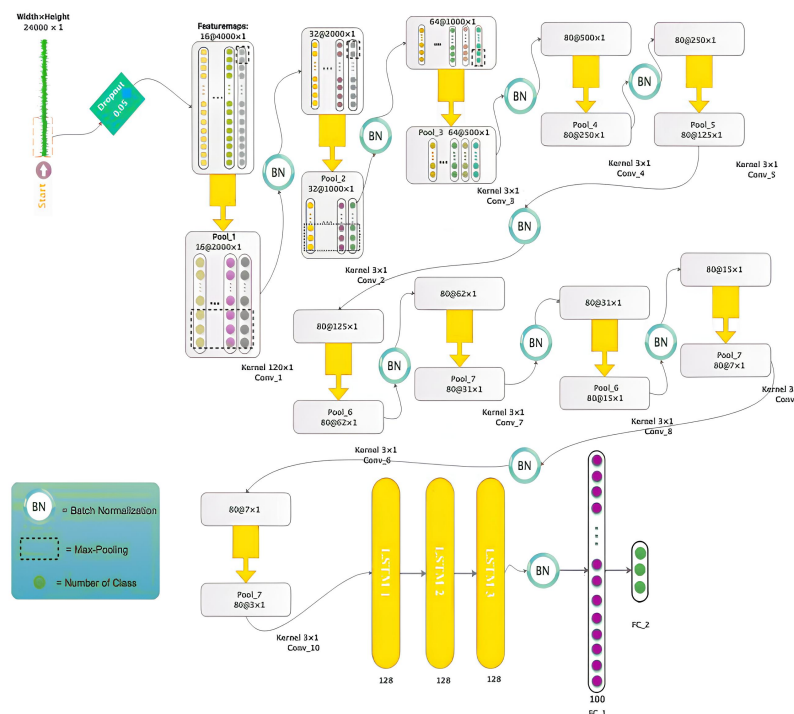 Width×Height
24000 × 1
Start
Dropout
0.05
Featuremaps:
16@4000×1
Pool_1
16@2000×1
Kernel 120×1
Conv_1
BN
32@2000×1
Pool_2
32@1000×1
Kernel 3×1
Conv_2
BN
64@1000×1
Pool_3 64@500×1
Kernel 3×1
Conv_3
BN
80@500×1
Pool_4
80@250×1
Kernel 3×1
Conv_4
BN
80@250×1
Pool_5
80@125×1
Kernel 3×1
Conv_5
BN
80@125×1
Pool_6
80@62×1
Kernel 3×1
Conv_6
BN
80@62×1
Pool_7
80@31×1
Kernel 3×1
Conv_7
BN
80@31×1
Pool_6
80@15×1
Kernel 3×1
Conv_8
BN
80@15×1
Pool_7
80@7×1
Kernel 3
Conv_
BN
80@7×1
Pool_7
80@3×1
Kernel 3×1
Conv_10
LSTM 1
128
LSTM 2
128
LSTM 3
128
BN
100
FC_1
FC_2
BN = Batch Normalization
= Max-Pooling
= Number of Class